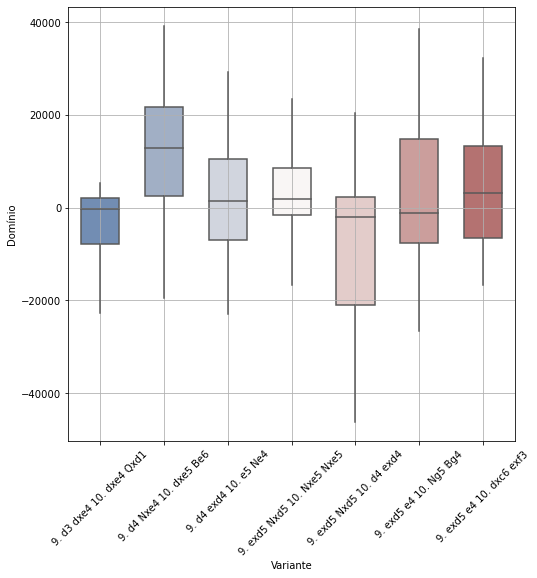 40000
20000
0
−20000
−40000
Domínio
9. d3 dxe4 10. dxe4 Qxd1
9. d4 Nxe4 10. dxe5 Be6
9. d4 exd4 10. e5 Ne4
9. exd5 Nxd5 10. Nxe5 Nxe5
9. exd5 Nxd5 10. d4 exd4
9. exd5 e4 10. Ng5 Bg4
9. exd5 e4 10. dxc6 exf3
Variante